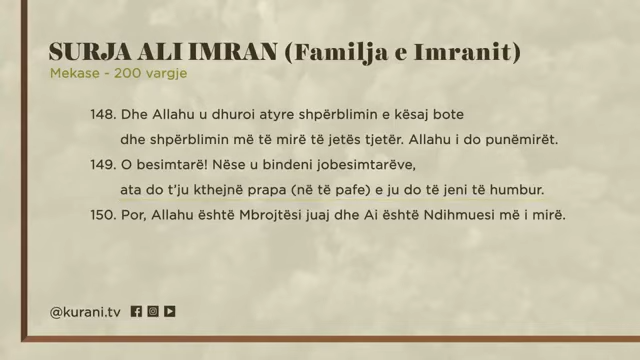 SURJA ALI IMRAN (Familja e Imranit)
Mekase - 200 vargje
148. Dhe Allahu u dhuroi atyre shpërblimin e kësaj bote
dhe shpërblimin më të mirë të jetës tjetër. Allahu i do punëmirët.
149. O besimtarë! Nëse u bindeni jobesimtarëve,
ata do t'ju kthejnë prapa (në të pafe) e ju do të jeni të humbur.
150. Por, Allahu është Mbrojtësi juaj dhe Ai është Ndihmuesi më i mirë.
@kurani.tv